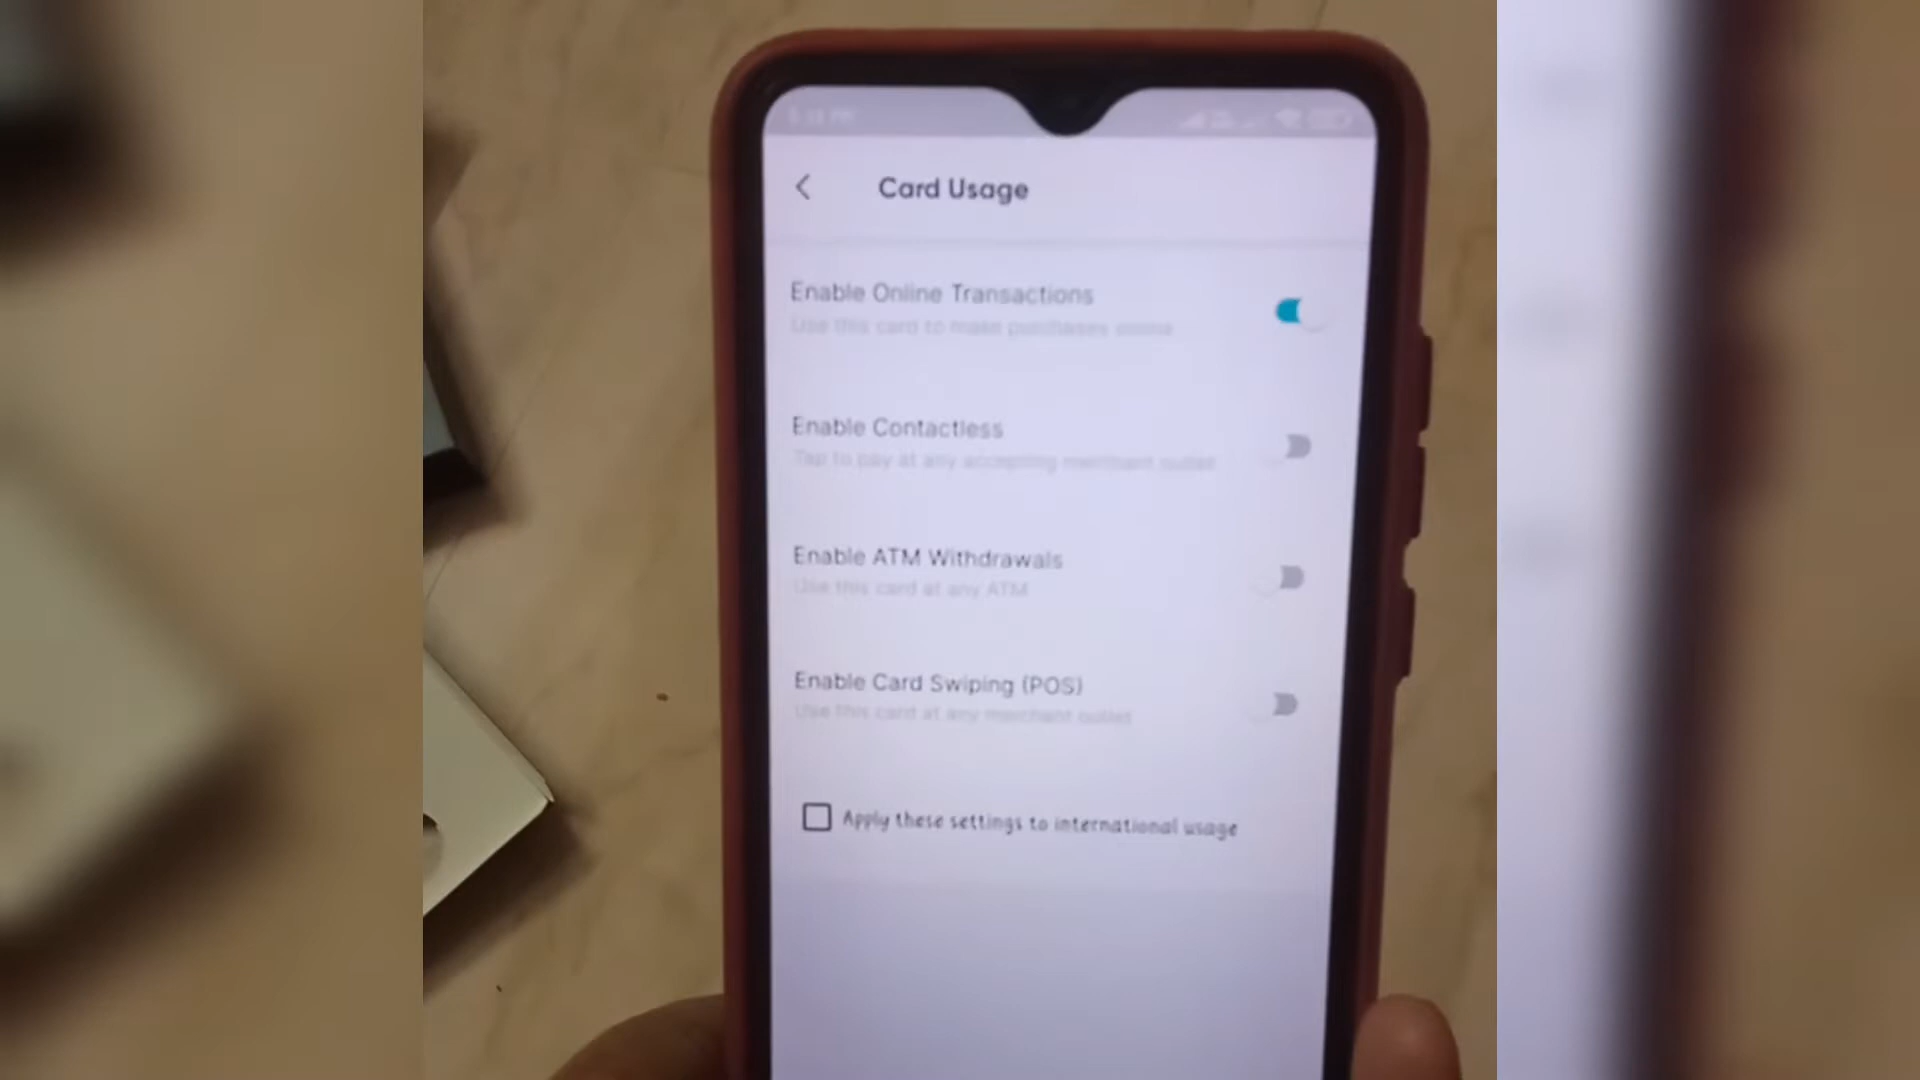 Card Usage
Enable Online Transactions
Use this card to make purchases online
Enable Contactless
Tap to pay at any accepting merchant outlet
Enable ATM Withdrawals
Use this card at any ATM
Enable Card Swiping (POS)
Use this card at any merchant outlet
Apply these settings to international usage